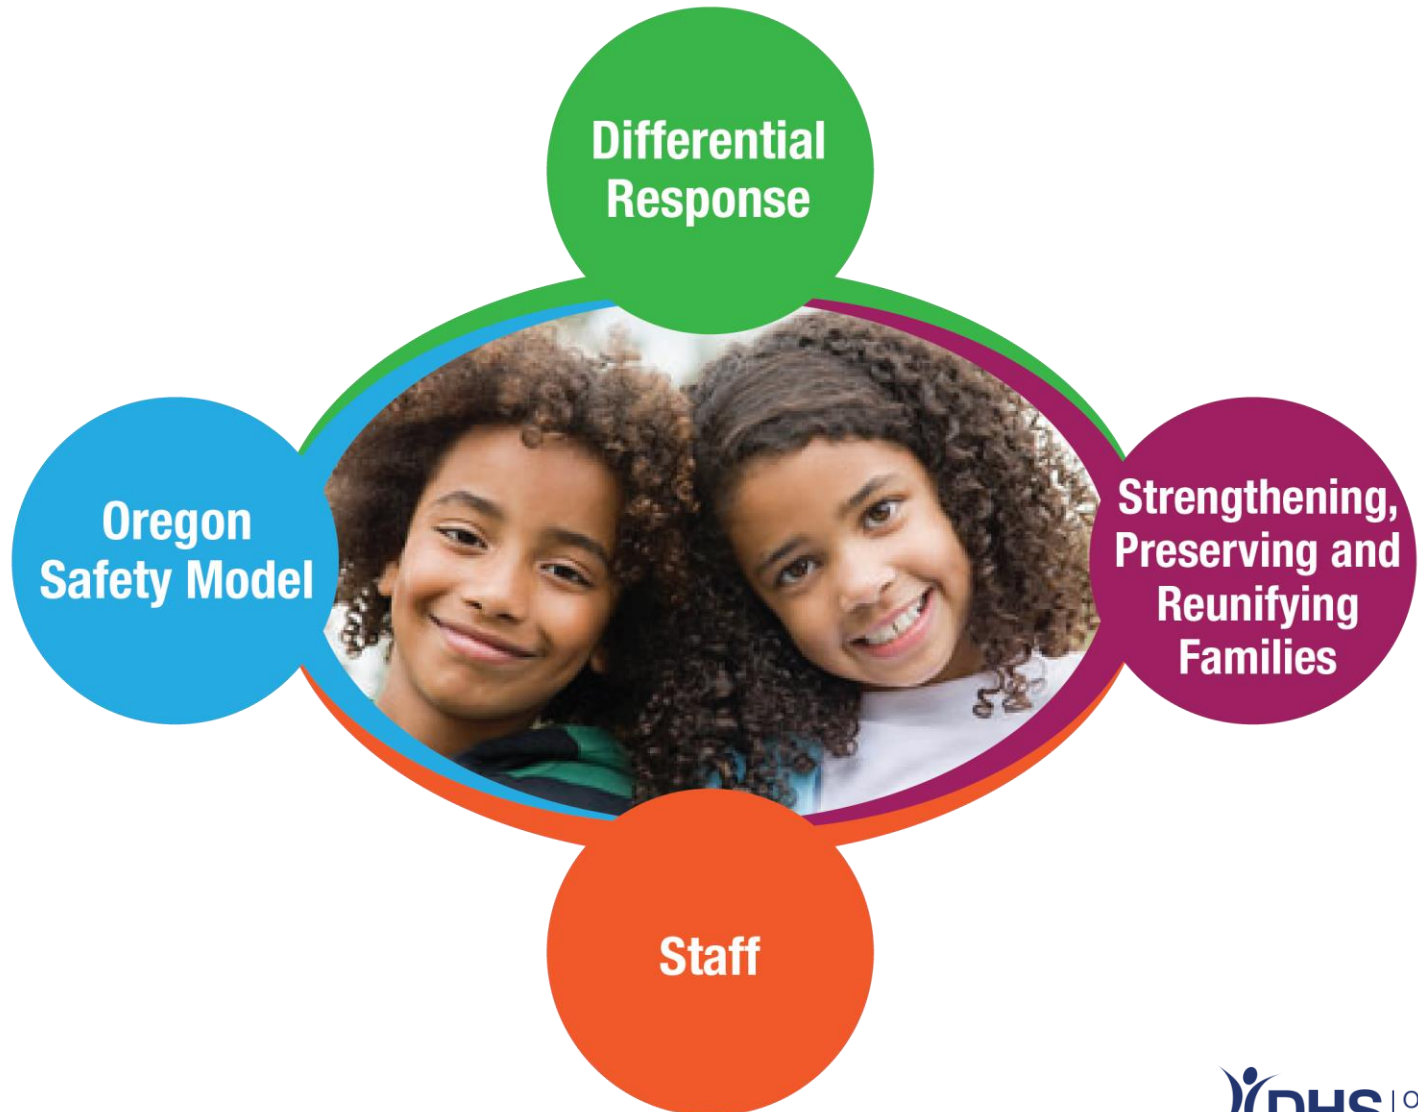 Differential
Response
Oregon
Safety Model
Strengthening,
Preserving and
Reunifying
Families
Staff
DHS